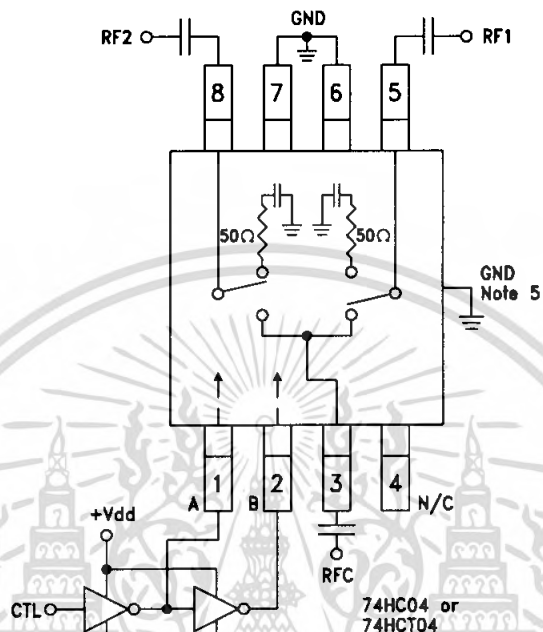 GND
RF2
RF1
8
7
6
5
50Ω
50Ω
GND
Note 5
A
1
B
2
3
4
N/C
+Vdd
RFC
CTL
74HC04 or
74HCT04